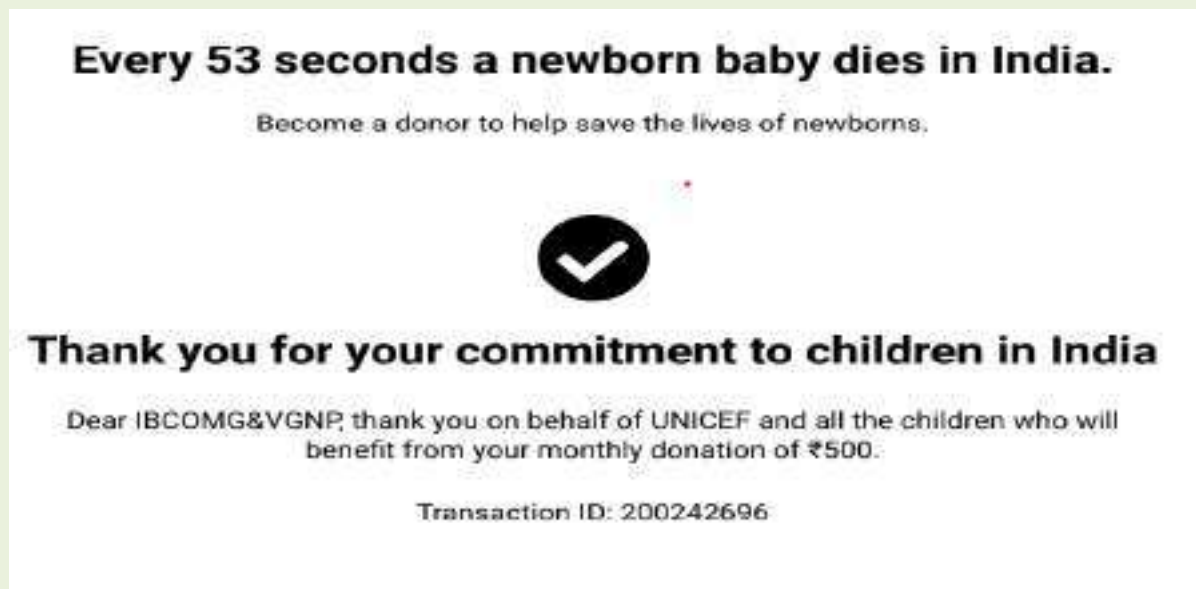 Every 53 seconds a newborn baby dies in India.
Become a donor to help save the lives of newborns.
Thank you for your commitment to children in India
Dear IBCOMG&VGNP, thank you on behalf of UNICEF and all the children who will
benefit from your monthly donation of ₹500.
Transaction ID: 200242696